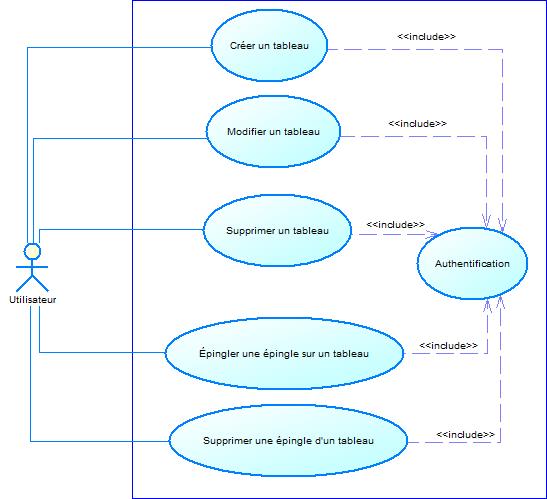 <<include>>
Créer un tableau
<<include>>
Modifier un tableau
<<include>>
Supprimer un tableau
Authentification
Utilisateur
<<include>>
Épingler une épingle sur un tableau
<<include>>
Supprimer une épingle d'un tableau